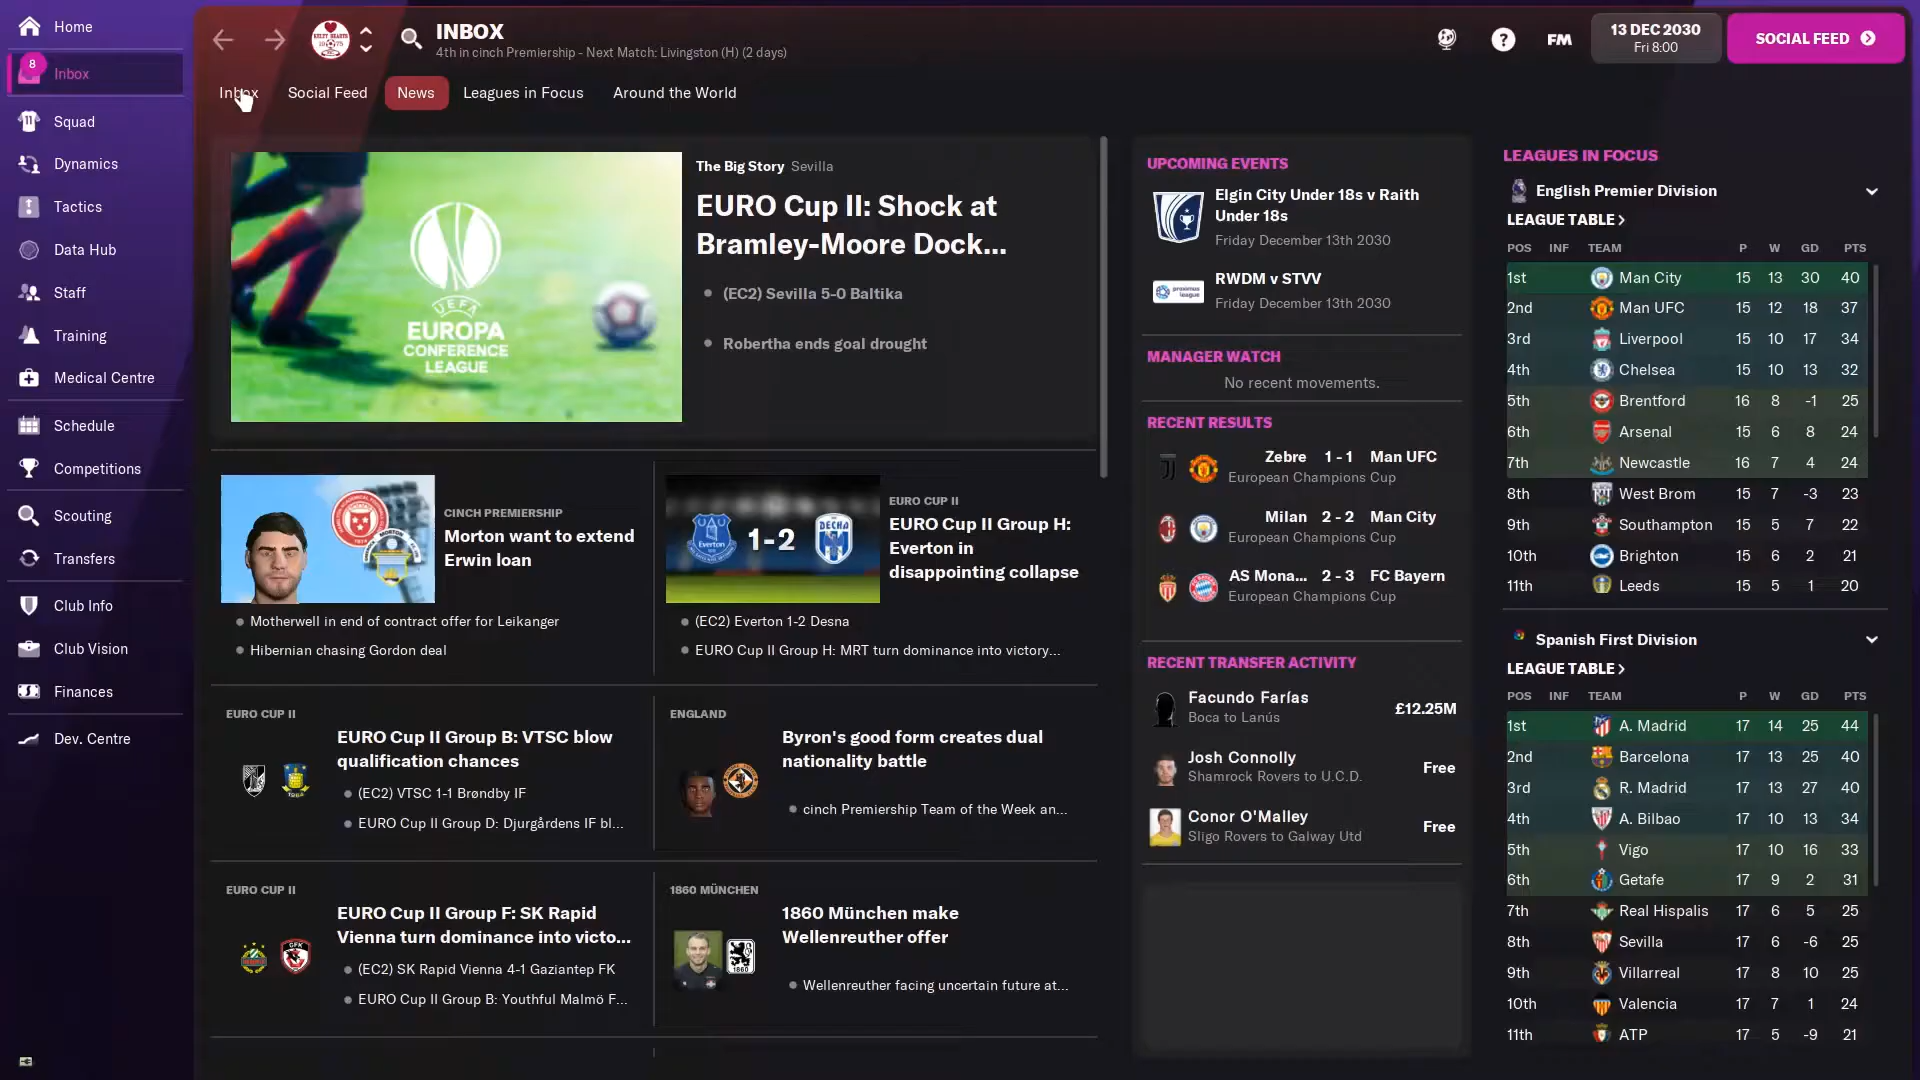 Home
8
Inbox
Squad
Dynamics
Tactics
Data Hub
Staff
Training
Medical Centre
Schedule
Competitions
Scouting
Transfers
Club Info
Club Vision
Finances
Dev. Centre
INBOX
4th in cinch Premiership - Next Match: Livingston (H) (2 days)
?
FM
13 DEC 2030
Fri 8:00
SOCIAL FEED
Inbox
Social Feed
News
Leagues in Focus
Around the World
UEFA
EUROPA
CONFERENCE
LEAGUE
The Big Story Sevilla
EURO Cup II: Shock at
Bramley-Moore Dock...
(EC2) Sevilla 5-0 Baltika
Robertha ends goal drought
CINCH PREMIERSHIP
Morton want to extend
Erwin loan
Motherwell in end of contract offer for Leikanger
Hibernian chasing Gordon deal
Everton
1-2
ДЕСНА
EURO CUP II
EURO Cup II Group H:
Everton in
disappointing collapse
(EC2) Everton 1-2 Desna
EURO Cup II Group H: MRT turn dominance into victory...
EURO CUP II
EURO Cup II Group B: VTSC blow
qualification chances
(EC2) VTSC 1-1 Brøndby IF
EURO Cup II Group D: Djurgårdens IF bl...
ENGLAND
Byron's good form creates dual
nationality battle
cinch Premiership Team of the Week an...
EURO CUP II
EURO Cup II Group F: SK Rapid
Vienna turn dominance into victo...
(EC2) SK Rapid Vienna 4-1 Gaziantep FK
EURO Cup II Group B: Youthful Malmö F...
1860 MÜNCHEN
1860 München make
Wellenreuther offer
Wellenreuther facing uncertain future at...
UPCOMING EVENTS
Elgin City Under 18s v Raith
Under 18s
Friday December 13th 2030
RWDM v STVV
Friday December 13th 2030
MANAGER WATCH
No recent movements.
RECENT RESULTS
Zebre 1 - 1 Man UFC
European Champions Cup
Milan 2 - 2 Man City
European Champions Cup
AS Mona... 2 - 3 FC Bayern
European Champions Cup
RECENT TRANSFER ACTIVITY
Facundo Farías
Boca to Lanús
£12.25M
Josh Connolly
Shamrock Rovers to U.C.D.
Free
Conor O'Malley
Sligo Rovers to Galway Utd
Free
LEAGUES IN FOCUS
English Premier Division
LEAGUE TABLE
POS INF TEAM P W GD PTS
1st Man City 15 13 30 40
2nd Man UFC 15 12 18 37
3rd Liverpool 15 10 17 34
4th Chelsea 15 10 13 32
5th Brentford 16 8 -1 25
6th Arsenal 15 6 8 24
7th Newcastle 16 7 4 24
8th West Brom 15 7 -3 23
9th Southampton 15 5 7 22
10th Brighton 15 6 2 21
11th Leeds 15 5 1 20
Spanish First Division
LEAGUE TABLE
POS INF TEAM P W GD PTS
1st A. Madrid 17 14 25 44
2nd Barcelona 17 13 25 40
3rd R. Madrid 17 13 27 40
4th A. Bilbao 17 10 13 34
5th Vigo 17 10 16 33
6th Getafe 17 9 2 31
7th Real Hispalis 17 6 5 25
8th Sevilla 17 6 -6 25
9th Villarreal 17 8 10 25
10th Valencia 17 7 1 24
11th ATP 17 5 -9 21